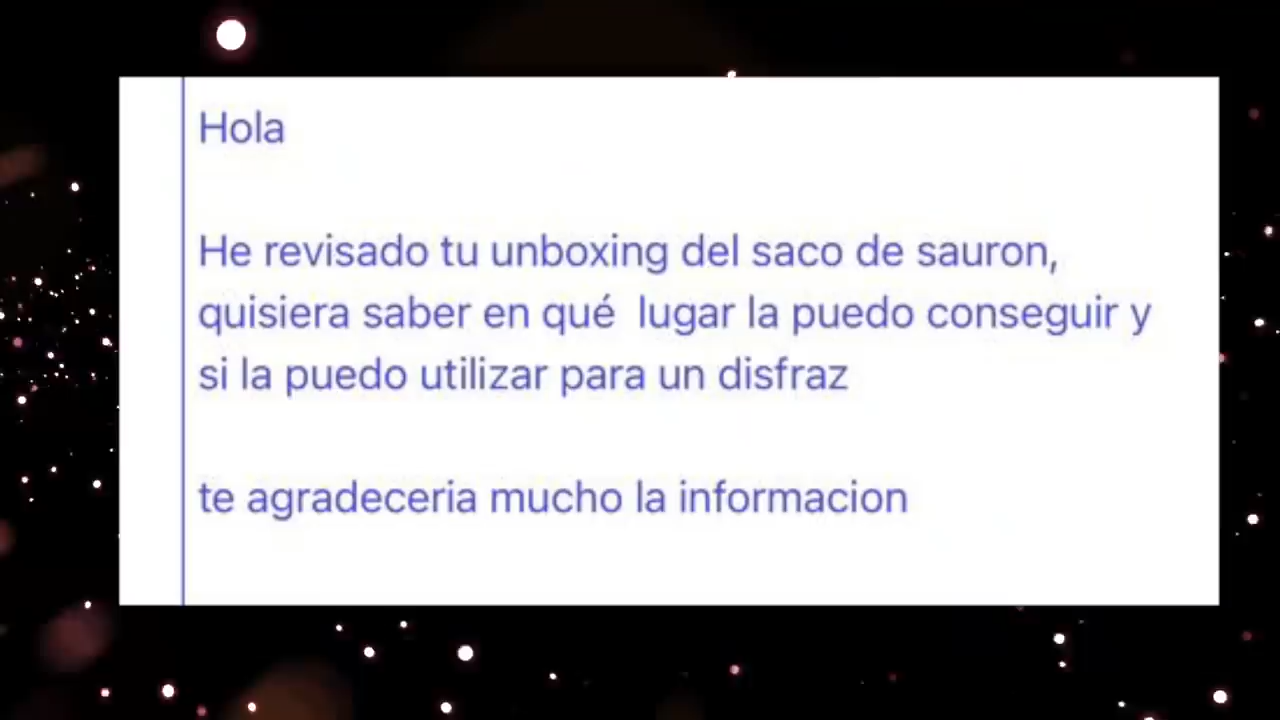 Hola
He revisado tu unboxing del saco de sauron,
quisiera saber en qué  lugar la puedo conseguir y
si la puedo utilizar para un disfraz
te agradeceria mucho la informacion